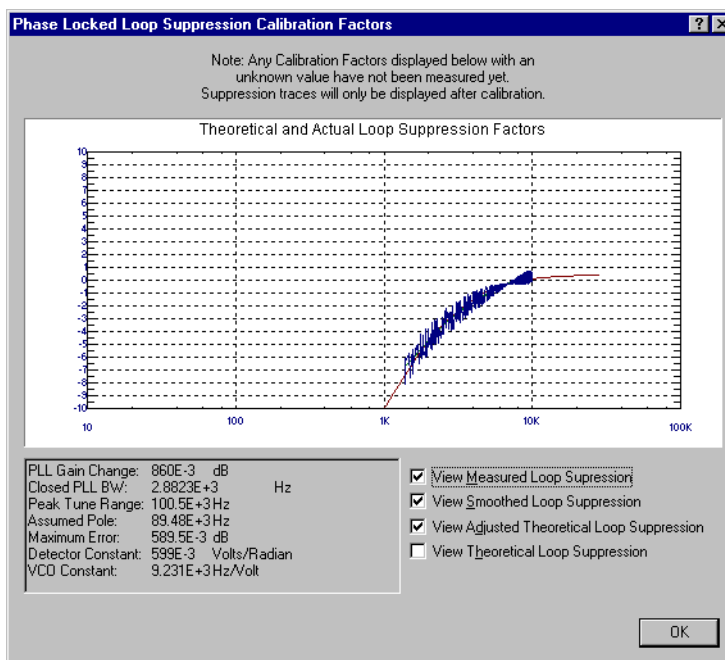 Phase Locked Loop Suppression Calibration Factors
Note: Any Calibration Factors displayed below with an
unknown value have not been measured yet.
Suppression traces will only be displayed after calibration.
Theoretical and Actual Loop Suppression Factors
10
9
8
7
6
5
4
3
2
1
0
-1
-2
-3
-4
-5
-6
-7
-8
-9
-10
10 100 1K 10K 100K
PLL Gain Change: 860E-3 dB
Closed PLL BW: 2.8823E+3 Hz
Peak Tune Range: 100.5E+3 Hz
Assumed Pole: 89.48E+3 Hz
Maximum Error: 589.5E-3 dB
Detector Constant: 599E-3 Volts/Radian
VCO Constant: 9.231E+3 Hz/Volt
View Measured Loop Supression
View Smoothed Loop Suppression
View Adjusted Theoretical Loop Suppression
View Theoretical Loop Suppression
OK